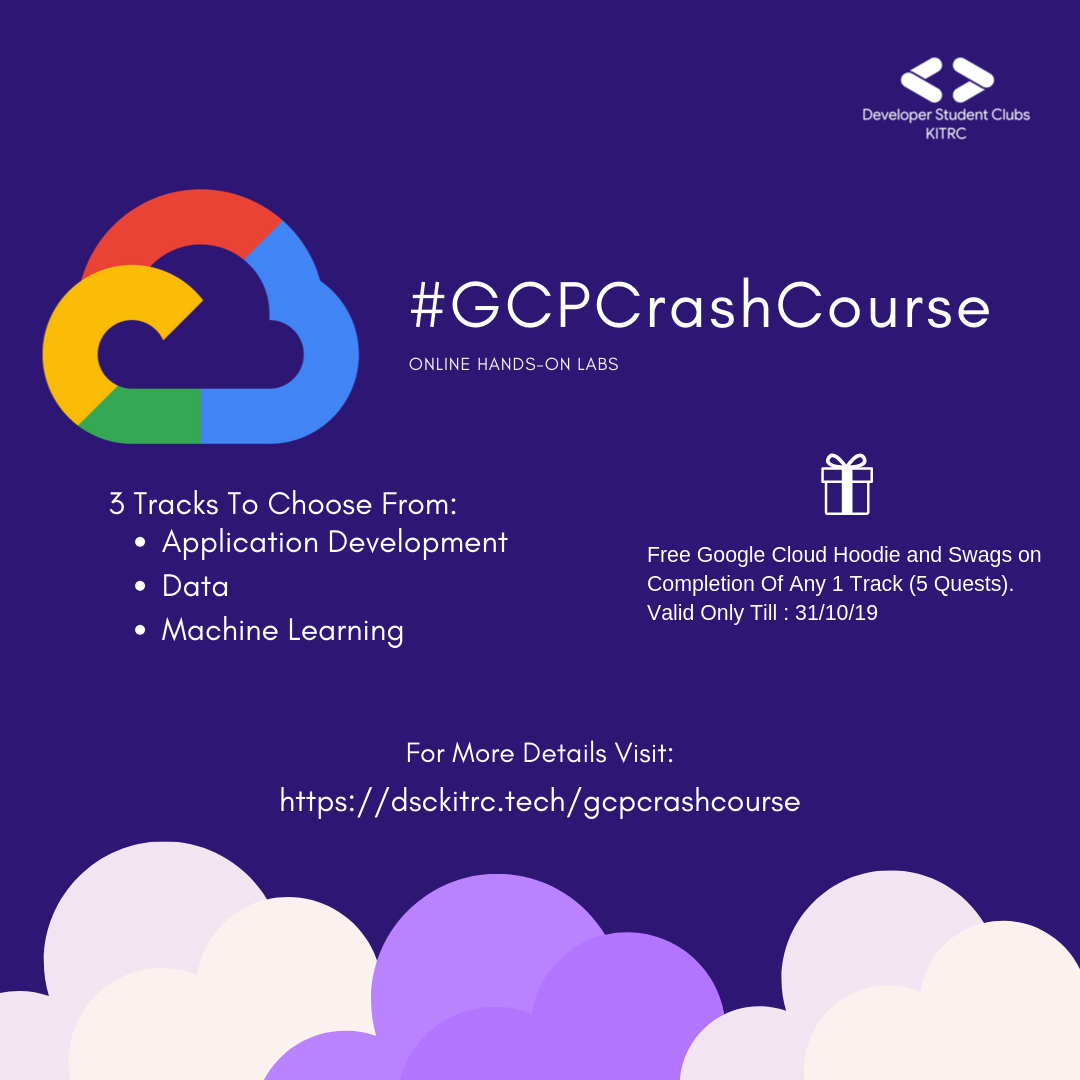 Developer Student Clubs
KITRC
#GCPCrashCourse
ONLINE HANDS-ON LABS
3 Tracks To Choose From:
• Application Development
• Data
• Machine Learning
Free Google Cloud Hoodie and Swags on
Completion Of Any 1 Track (5 Quests).
Valid Only Till : 31/10/19
For More Details Visit:
https://dsckitrc.tech/gcpcrashcourse